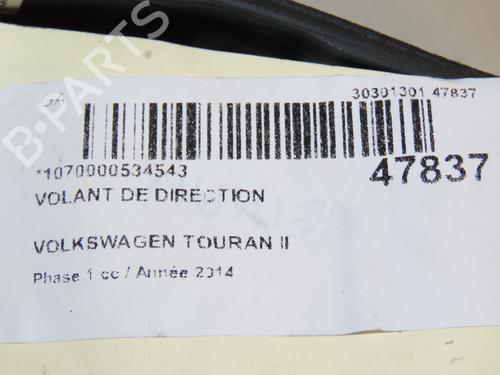 30301301 47837
*1070000534543
47837
VOLANT DE DIRECTION
VOLKSWAGEN TOURAN II
Phase 1 cc / Année 2014
B-PARTS